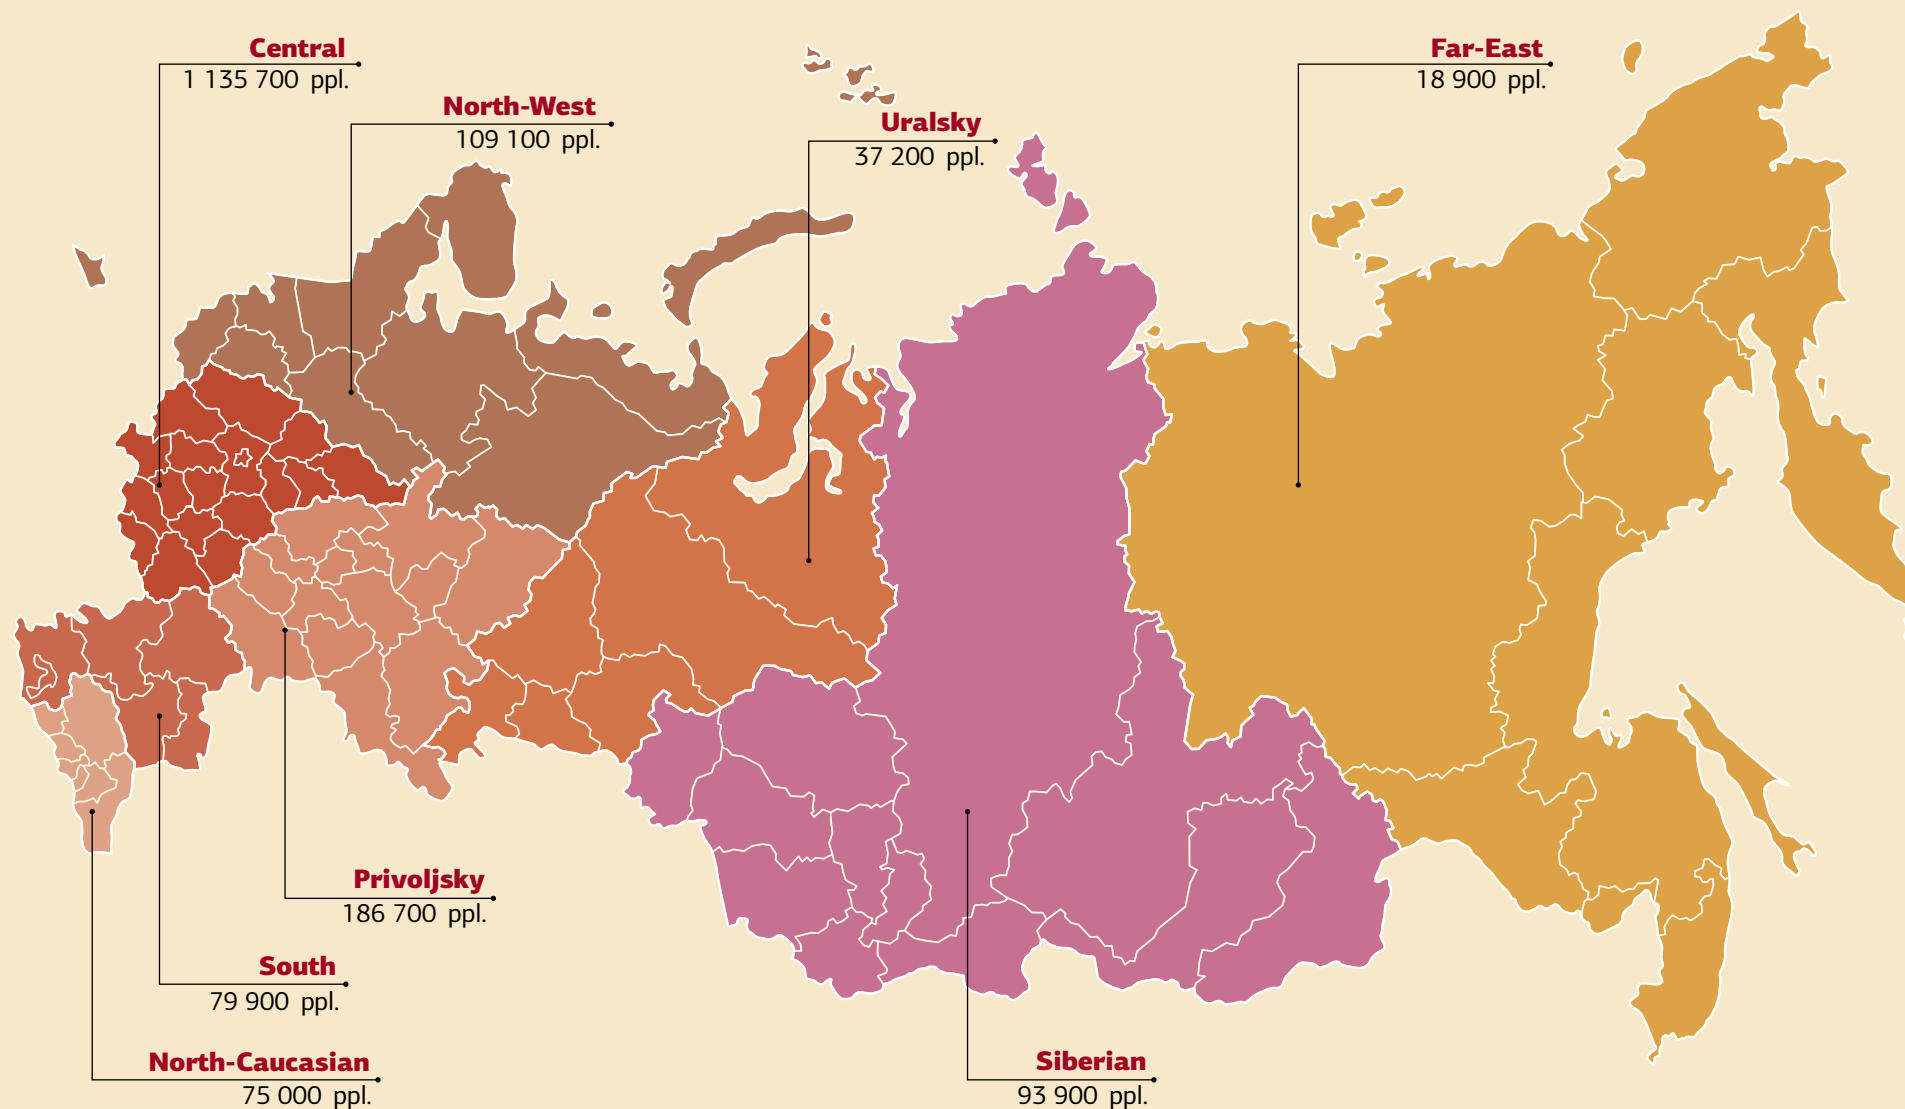 Central
1 135 700 ppl.
North-West
109 100 ppl.
Uralsky
37 200 ppl.
Far-East
18 900 ppl.
Privoljsky
186 700 ppl.
South
79 900 ppl.
North-Caucasian
75 000 ppl.
Siberian
93 900 ppl.